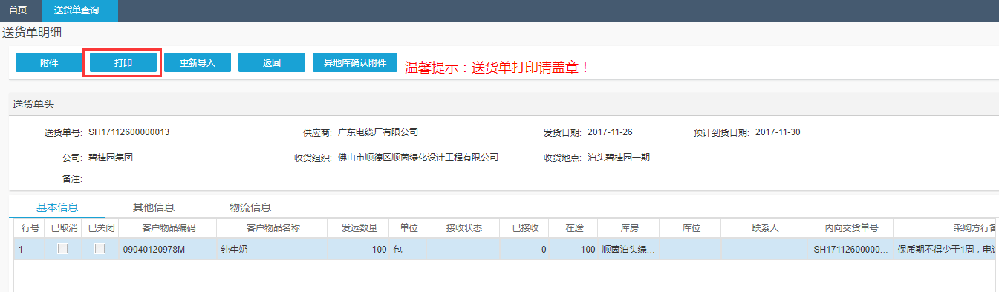 首页 送货单查询
送货单明细
附件 打印 重新导入 返回 异地库确认附件 温馨提示：送货单打印请盖章！
送货单头
送货单号: SH17112600000013 供应商: 广东电缆厂有限公司 发货日期: 2017-11-26 预计到货日期: 2017-11-30
公司: 碧桂园集团 收货组织: 佛山市顺德区顺茵绿化设计工程有限公司 收货地点: 泊头碧桂园一期
备注:
基本信息 其他信息 物流信息
行号 已取消 已关闭 客户物品编码 客户物品名称 发运数量 单位 接收状态 已接收 在途 库房 库位 联系人 内向交货单号 采购方行备
1 09040120978M 纯牛奶 100 包 0 100 顺茵泊头绿... SH17112600000... 保质期不得少于1周，电